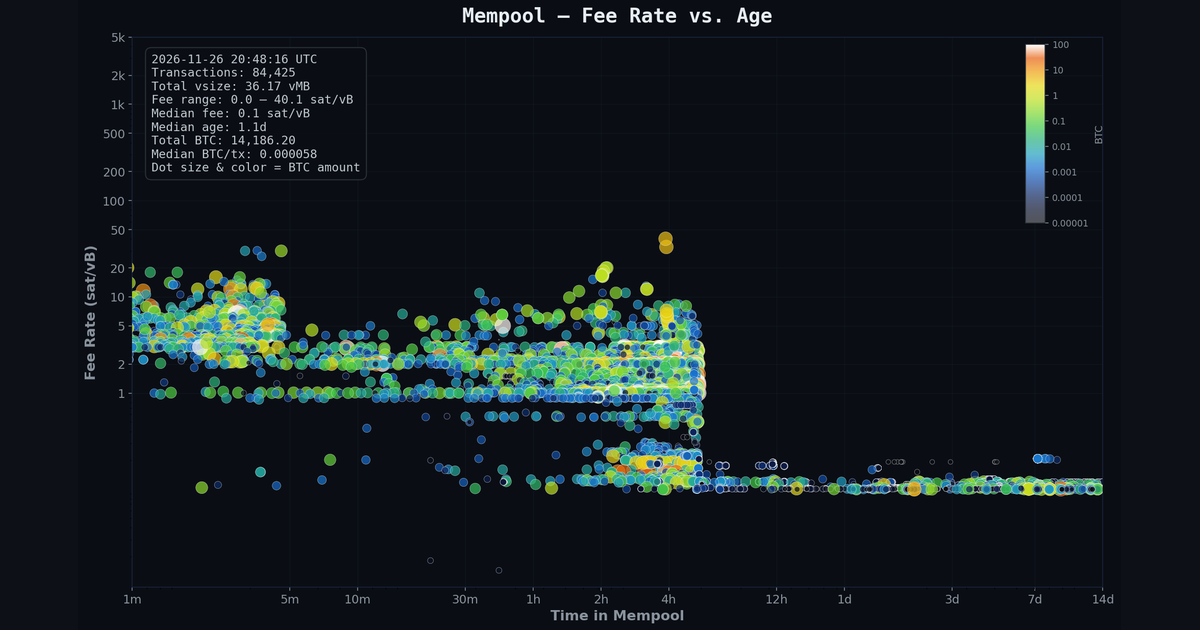 Mempool — Fee Rate vs. Age
2026-11-26 20:48:16 UTC
Transactions: 84,425
Total vsize: 36.17 vMB
Fee range: 0.0 — 40.1 sat/vB
Median fee: 0.1 sat/vB
Median age: 1.1d
Total BTC: 14,186.20
Median BTC/tx: 0.000058
Dot size & color = BTC amount
5k
2k
1k
500
200
100
50
20
10
5
2
1
Fee Rate (sat/vB)
100
10
1
0.1
0.01
0.001
0.0001
0.00001
BTC
1m 5m 10m 30m 1h 2h 4h 12h 1d 3d 7d 14d
Time in Mempool